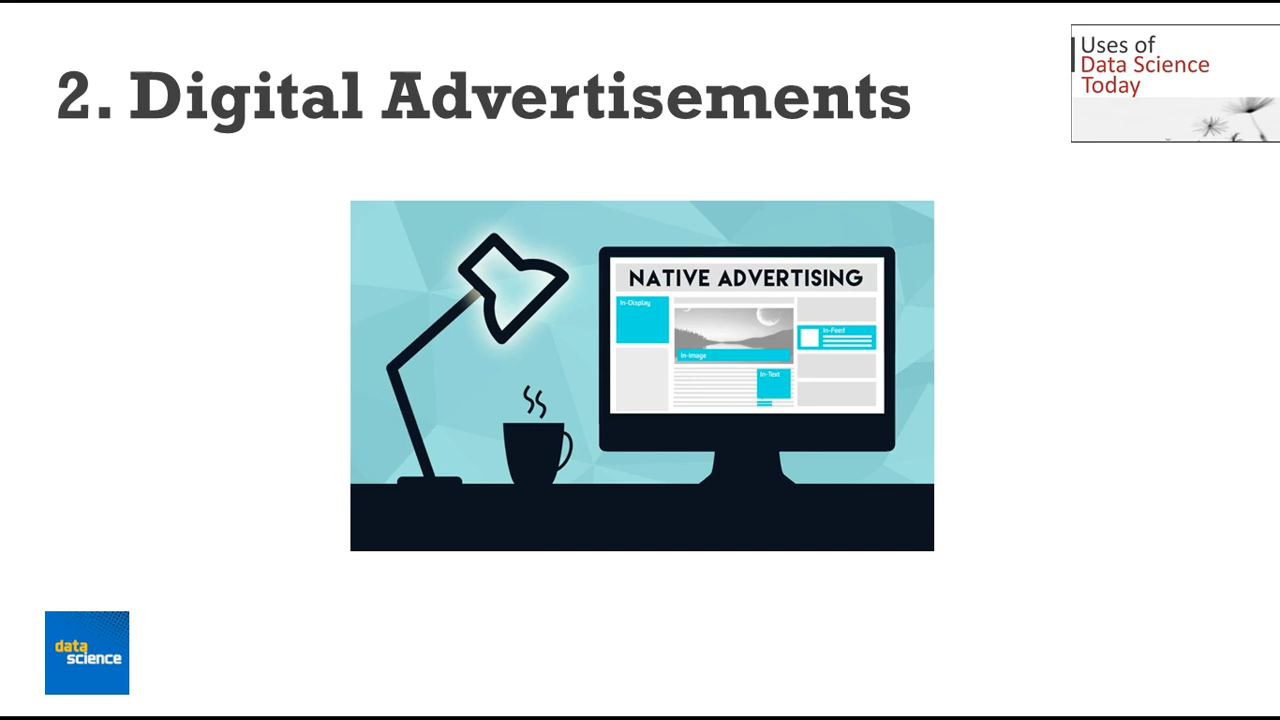 2. Digital Advertisements
Uses of
Data Science
Today
NATIVE ADVERTISING
In-Display
In-Image
In-Text
In-Feed
data
science